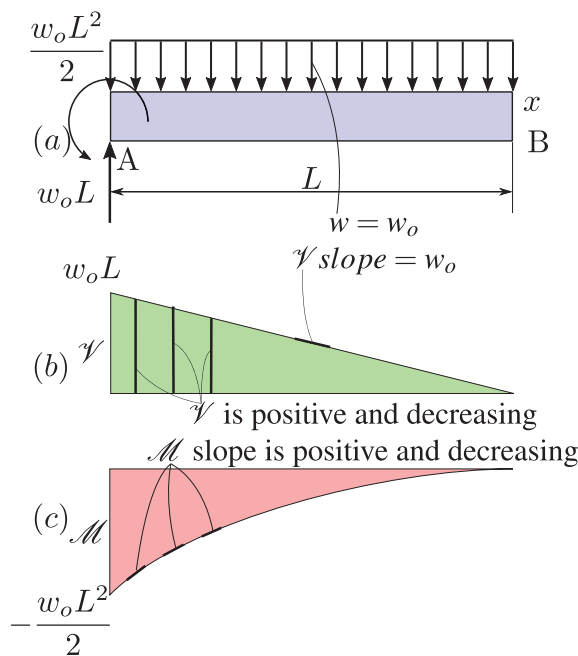 w_oL^2/2
x
(a)
A
B
w_oL
L
w = w_o
𝒱 slope = w_o
w_oL
(b)
𝒱
𝒱 is positive and decreasing
ℳ slope is positive and decreasing
(c)
ℳ
−w_oL^2/2